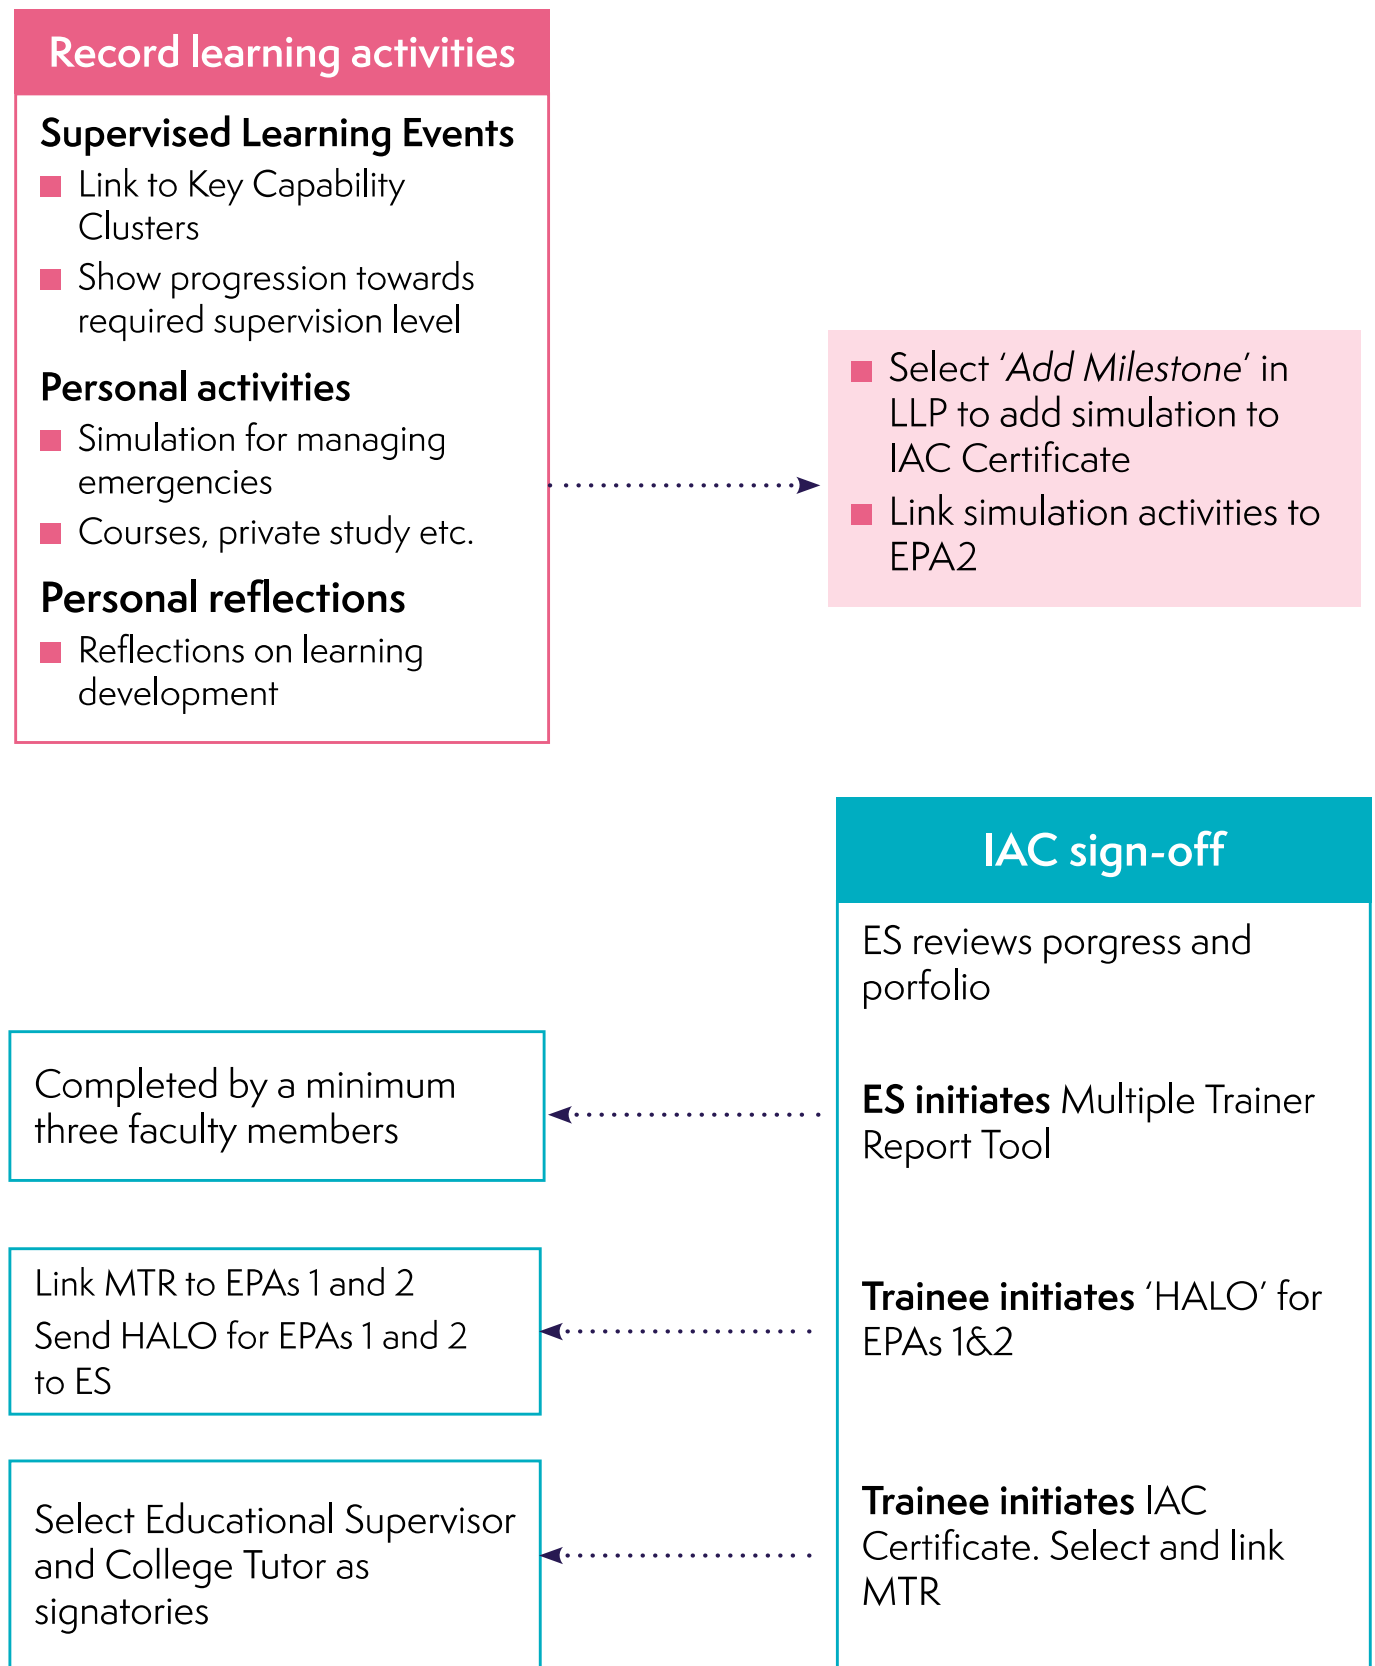 Record learning activities
Supervised Learning Events
Link to Key Capability
Clusters
Show progression towards
required supervision level
Personal activities
Simulation for managing
emergencies
Courses, private study etc.
Personal reflections
Reflections on learning
development
Select ‘Add Milestone’ in
LLP to add simulation to
IAC Certificate
Link simulation activities to
EPA2
IAC sign-off
ES reviews porgress and
porfolio
ES initiates Multiple Trainer
Report Tool
Completed by a minimum
three faculty members
Trainee initiates ‘HALO’ for
EPAs 1&2
Link MTR to EPAs 1 and 2
Send HALO for EPAs 1 and 2
to ES
Trainee initiates IAC
Certificate. Select and link
MTR
Select Educational Supervisor
and College Tutor as
signatories